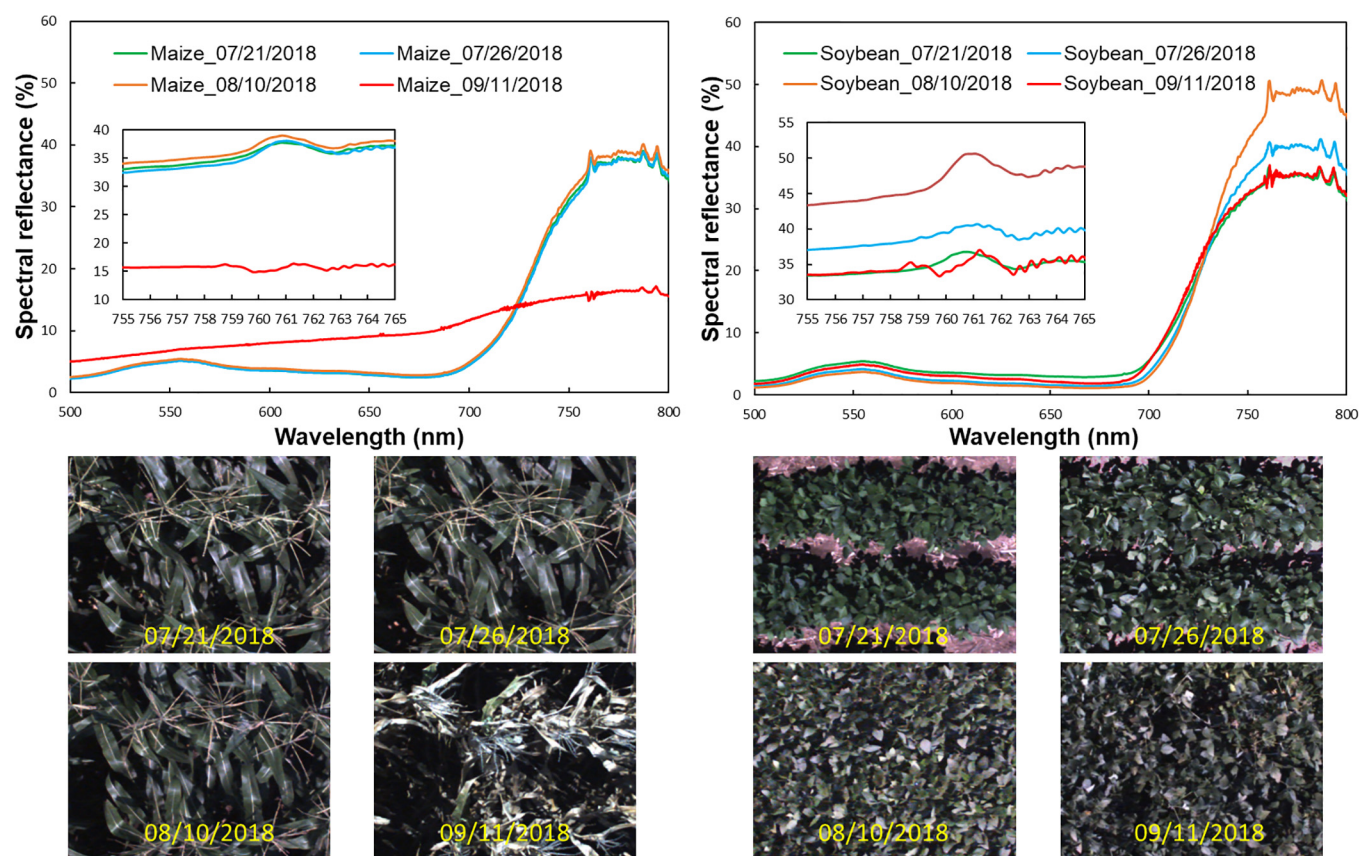 Spectral reflectance (%)
60
50
40
30
20
10
0
Maize_07/21/2018 Maize_07/26/2018
Maize_08/10/2018 Maize_09/11/2018
40
35
30
25
20
15
10
755 756 757 758 759 760 761 762 763 764 765
500 550 600 650 700 750 800
Wavelength (nm)
Spectral reflectance (%)
60
50
40
30
20
10
0
Soybean_07/21/2018 Soybean_07/26/2018
Soybean_08/10/2018 Soybean_09/11/2018
55
50
45
40
35
30
755 757 758 759 760 761 762 763 764 765
500 550 600 650 700 750 800
Wavelength (nm)
07/21/2018 07/26/2018
08/10/2018 09/11/2018
07/21/2018 07/26/2018
08/10/2018 09/11/2018